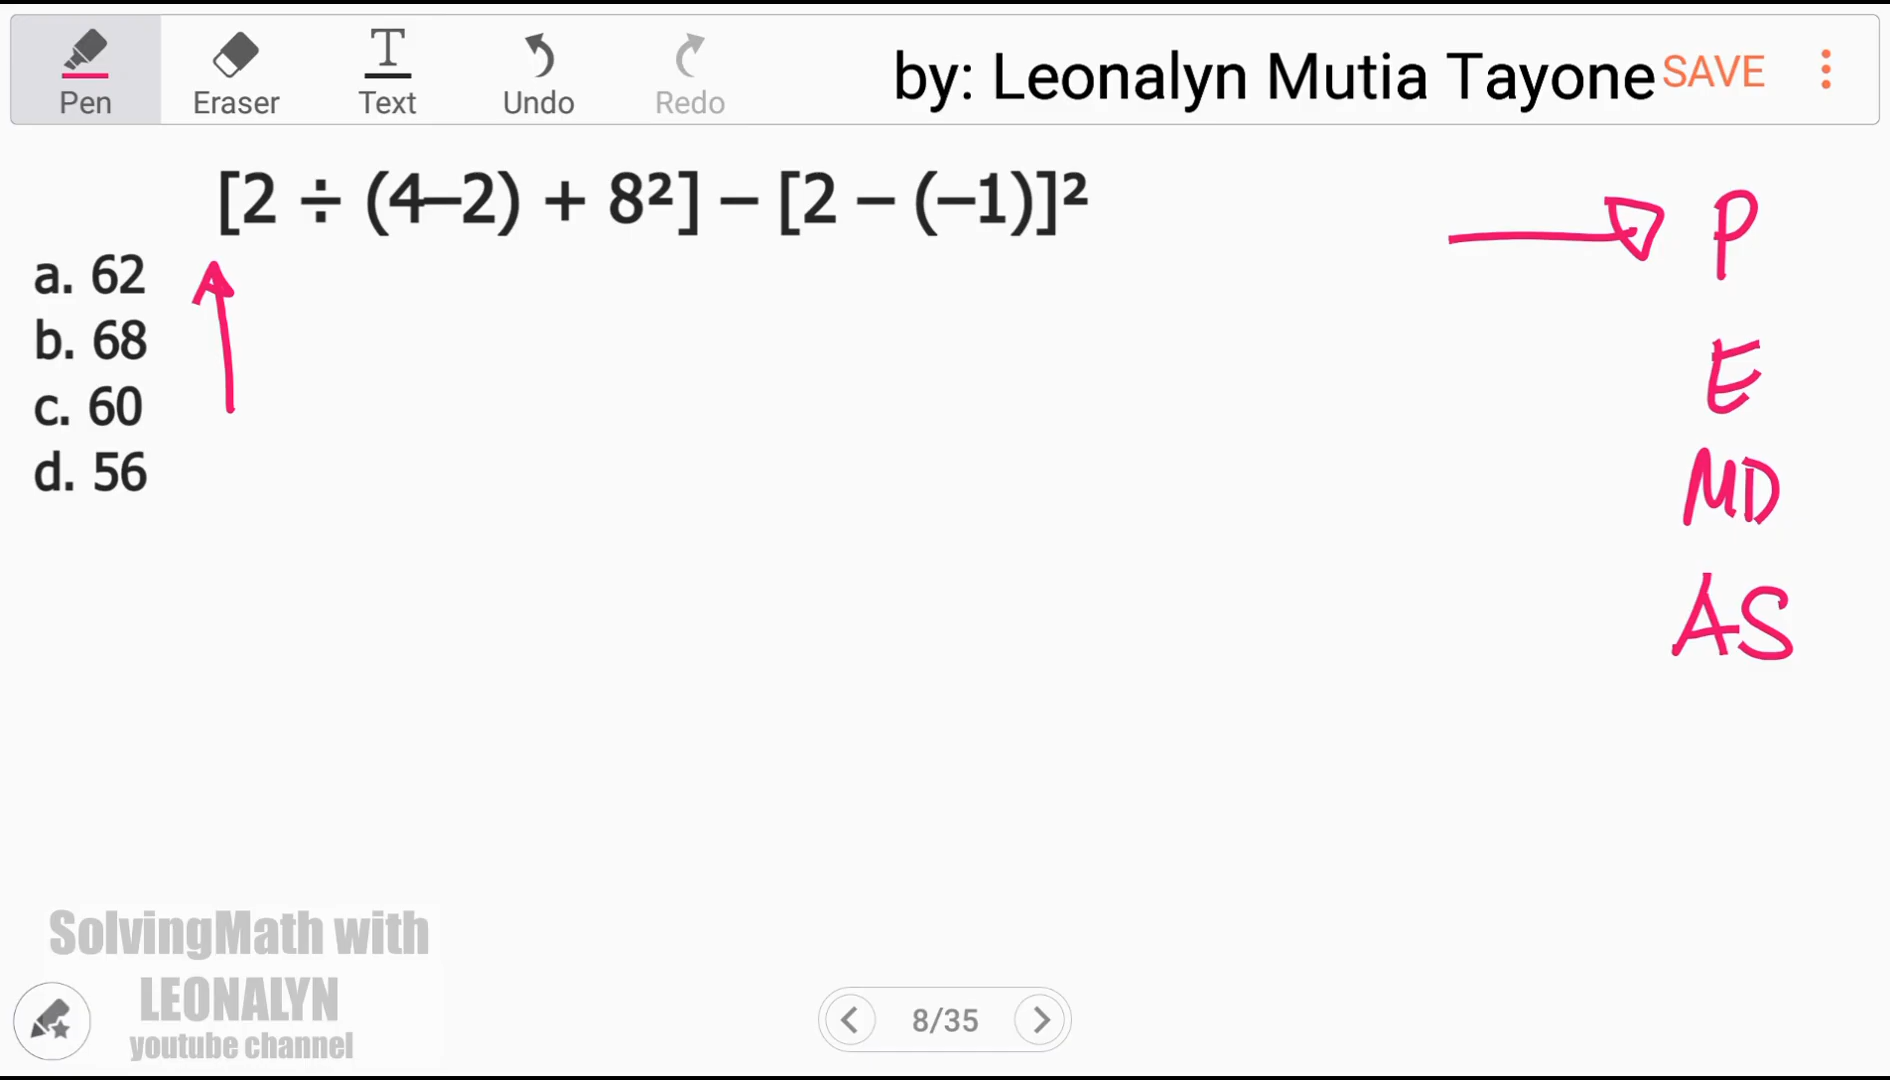 Pen Eraser Text Undo Redo by: Leonalyn Mutia Tayone SAVE
[2 ÷ (4–2) + 8²] – [2 – (–1)]²
P
a. 62
b. 68
E
c. 60
d. 56
MD
AS
SolvingMath with
LEONALYN
youtube channel
8/35